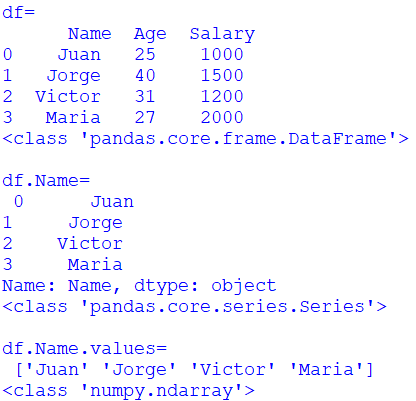 df=
      Name  Age  Salary
0     Juan   25    1000
1    Jorge   40    1500
2   Victor   31    1200
3    Maria   27    2000
<class 'pandas.core.frame.DataFrame'>

df.Name=
 0      Juan
1     Jorge
2    Victor
3     Maria
Name: Name, dtype: object
<class 'pandas.core.series.Series'>

df.Name.values=
 ['Juan' 'Jorge' 'Victor' 'Maria']
<class 'numpy.ndarray'>